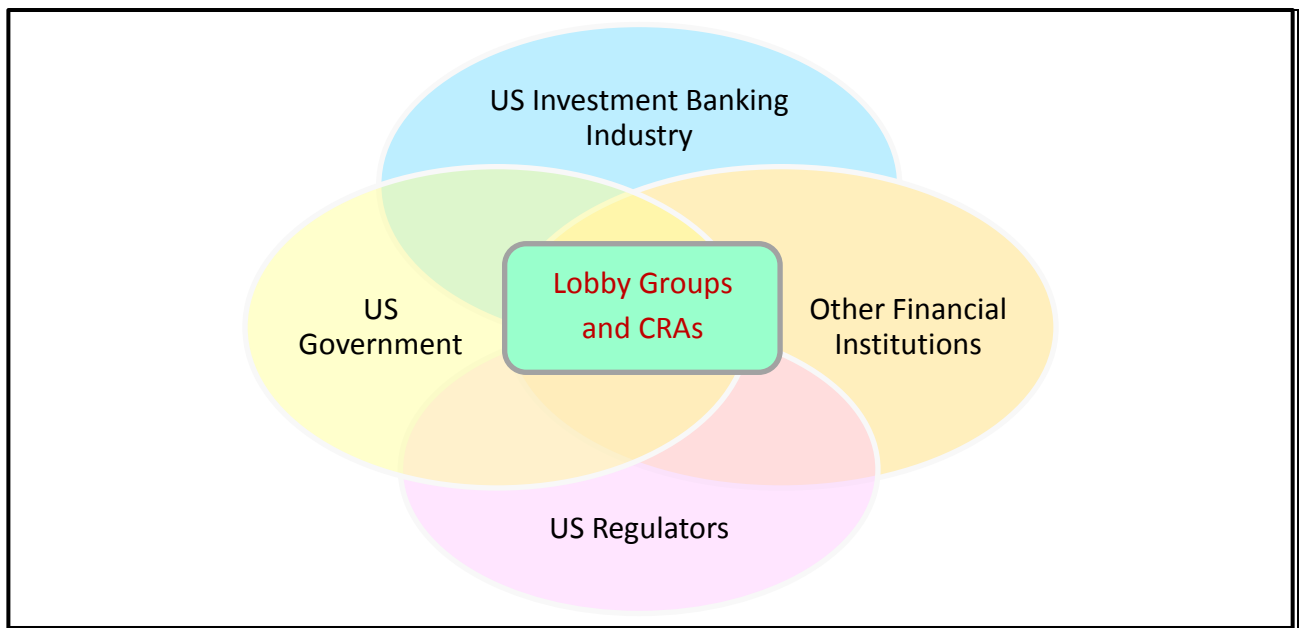 US Investment Banking
Industry
Lobby Groups
and CRAs
US
Government
Other Financial
Institutions
US Regulators